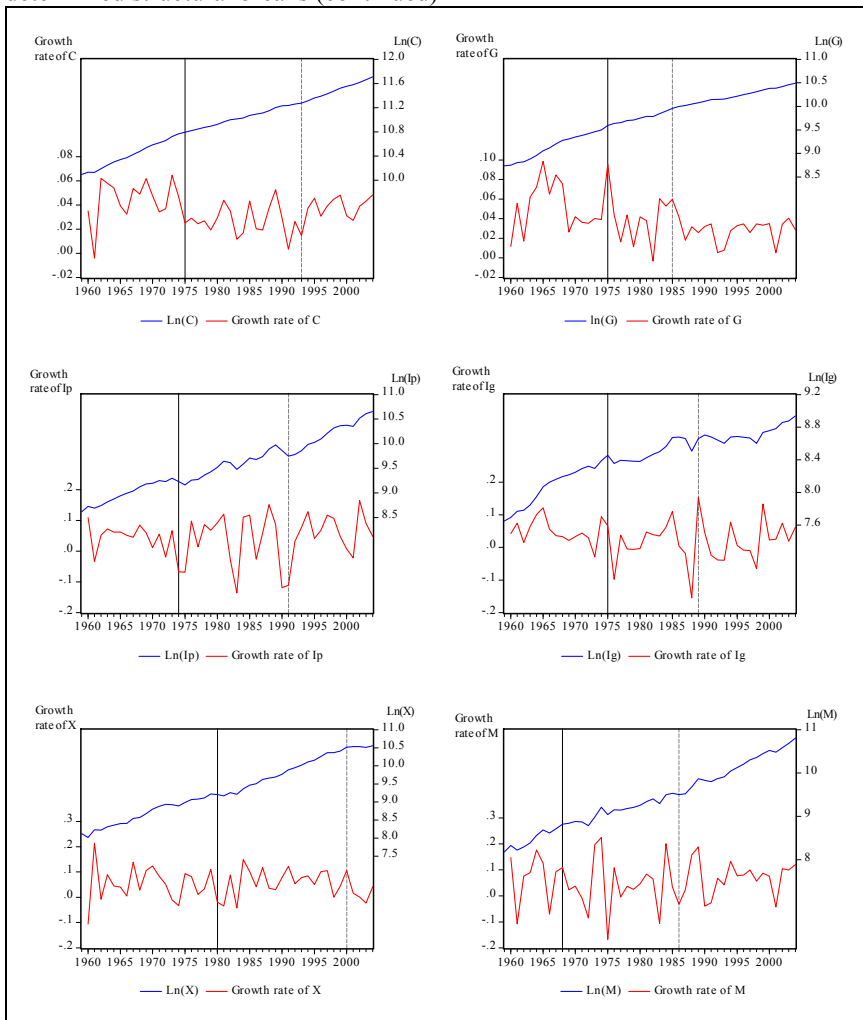 structural breaks (continued)
Growth
rate of C
Ln(C)
12.0
11.6
11.2
10.8
10.4
10.0
.08
.06
.04
.02
.00
-.02
1960 1965 1970 1975 1980 1985 1990 1995 2000
Ln(C) Growth rate of C
Growth
rate of G
Ln(G)
11.0
10.5
10.0
9.5
9.0
8.5
.10
.08
.06
.04
.02
.00
-.02
1960 1965 1970 1975 1980 1985 1990 1995 2000
ln(G) Growth rate of G
Growth
rate of Ip
Ln(Ip)
11.0
10.5
10.0
9.5
9.0
8.5
.2
.1
.0
-.1
-.2
1960 1965 1970 1975 1980 1985 1990 1995 2000
Ln(Ip) Growth rate of Ip
Growth
rate of Ig
Ln(Ig)
9.2
8.8
8.4
8.0
7.6
.2
.1
.0
-.1
-.2
1960 1965 1970 1975 1980 1985 1990 1995 2000
Ln(Ig) Growth rate of Ig
Growth
rate of X
Ln(X)
11.0
10.5
10.0
9.5
9.0
8.5
8.0
7.5
.3
.2
.1
.0
-.1
-.2
1960 1965 1970 1975 1980 1985 1990 1995 2000
Ln(X) Growth rate of X
Growth
rate of M
Ln(M)
11
10
9
8
.3
.2
.1
.0
-.1
-.2
1960 1965 1970 1975 1980 1985 1990 1995 2000
Ln(M) Growth rate of M